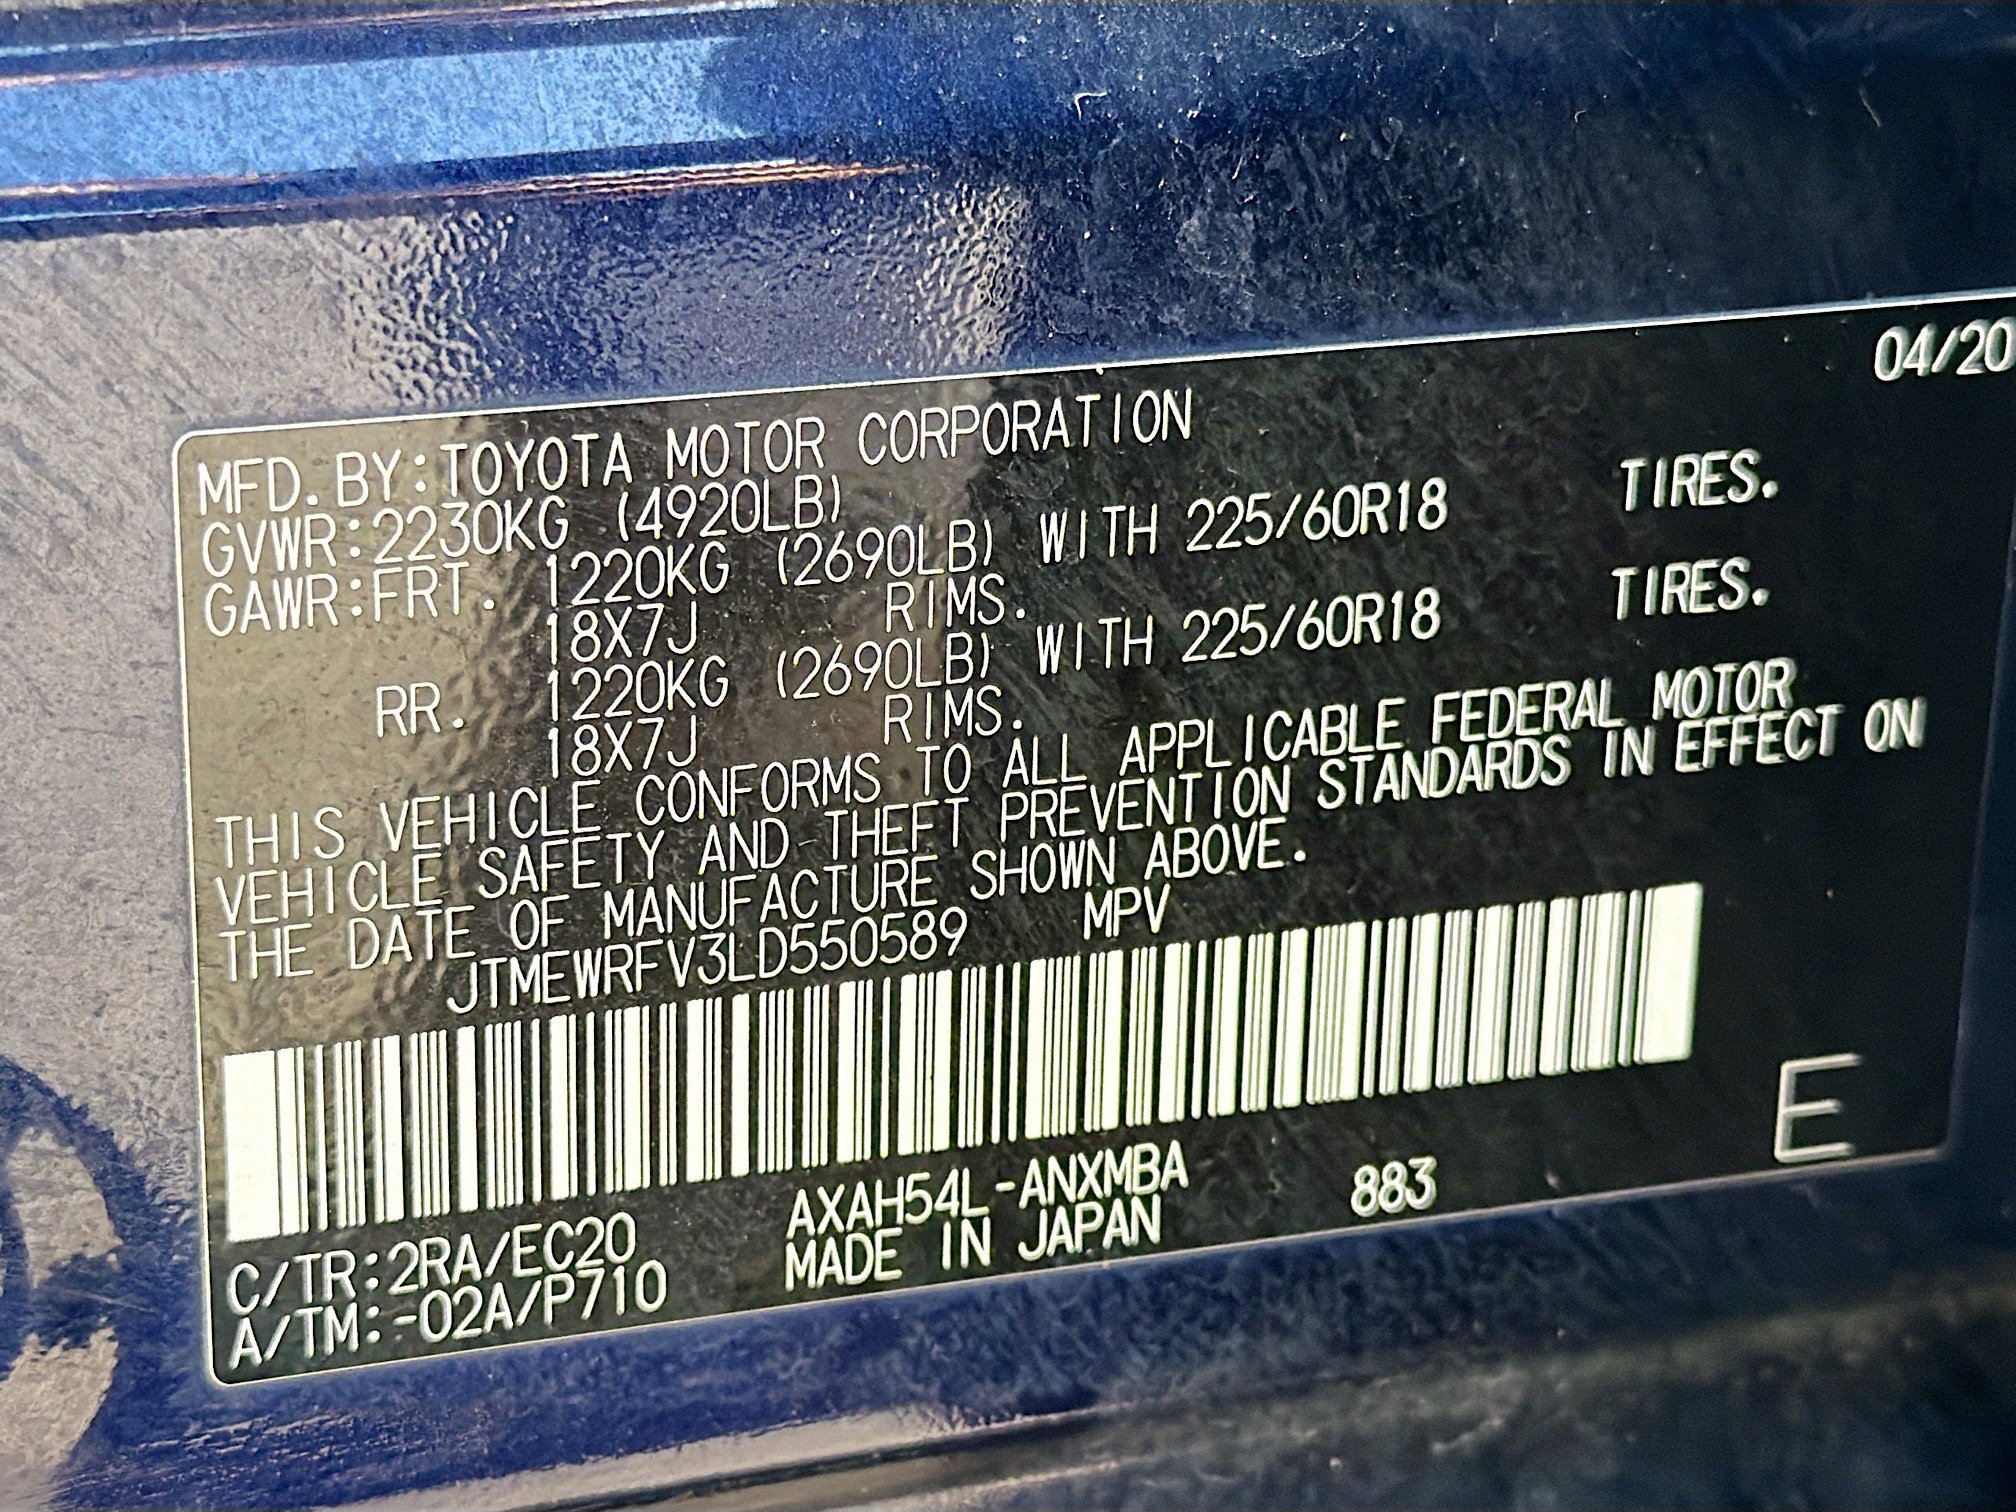 04/20
MFD.BY:TOYOTA MOTOR CORPORATION
GVWR:2230KG (4920LB)
GAWR:FRT. 1220KG (2690LB) WITH 225/60R18 TIRES.
18X7J RIMS.
RR. 1220KG (2690LB) WITH 225/60R18 TIRES.
18X7J RIMS.
THIS VEHICLE CONFORMS TO ALL APPLICABLE FEDERAL MOTOR
VEHICLE SAFETY AND THEFT PREVENTION STANDARDS IN EFFECT ON
THE DATE OF MANUFACTURE SHOWN ABOVE.
JTMEWRFV3LD550589 MPV
E
C/TR:2RA/EC20 AXAH54L-ANXMBA 883
A/TM:-02A/P710 MADE IN JAPAN